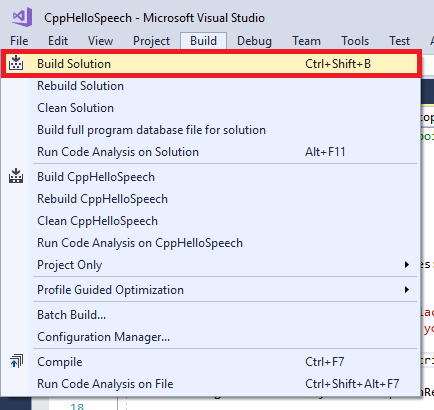 CppHelloSpeech - Microsoft Visual Studio
File Edit View Project Build Debug Team Tools Test
Build Solution Ctrl+Shift+B
Rebuild Solution
Clean Solution
Build full program database file for solution
Run Code Analysis on Solution Alt+F11
Build CppHelloSpeech
Rebuild CppHelloSpeech
Clean CppHelloSpeech
Run Code Analysis on CppHelloSpeech
Project Only
Profile Guided Optimization
Batch Build...
Configuration Manager...
Compile Ctrl+F7
Run Code Analysis on File Ctrl+Shift+Alt+F7
18